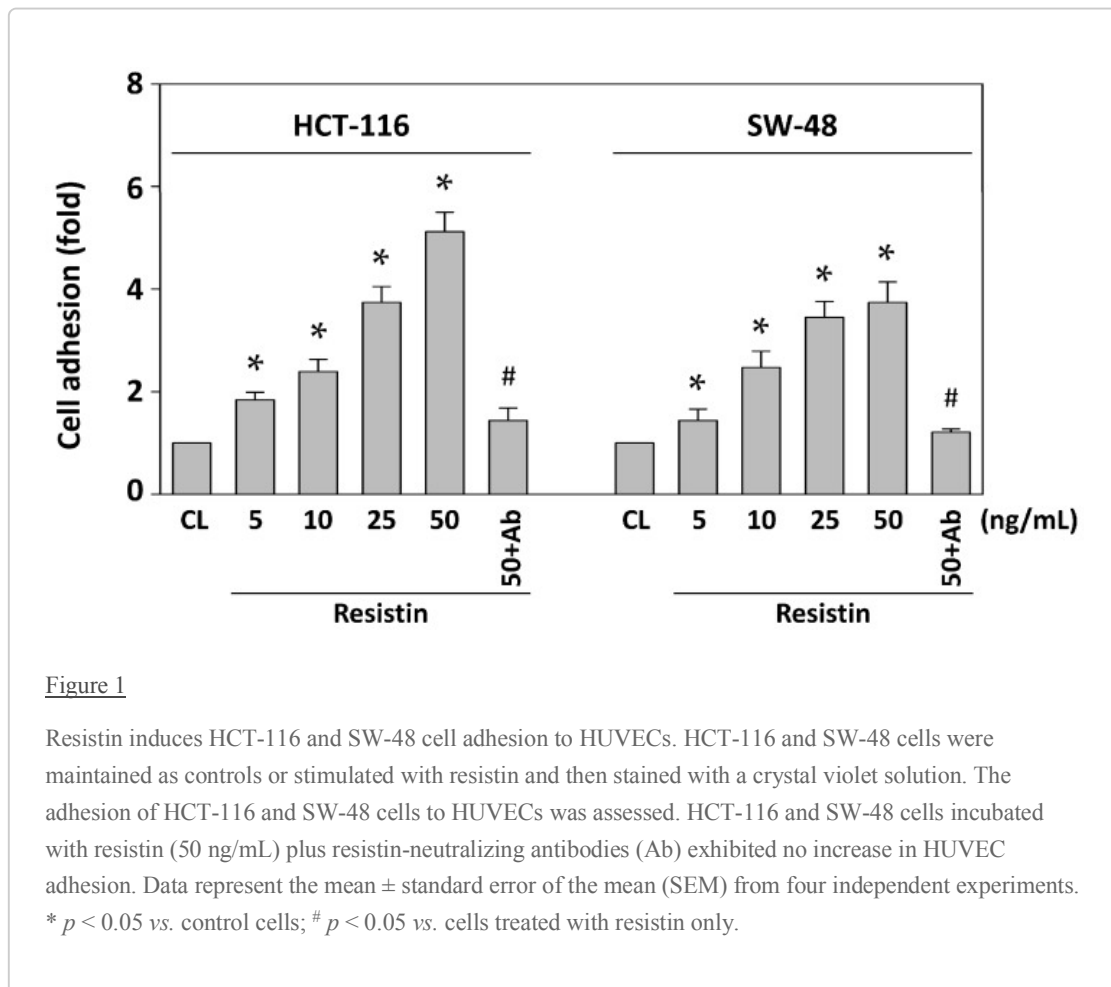 8
6
4
2
0
Cell adhesion (fold)
HCT-116
SW-48
* * * * #
* * * * #
CL 5 10 25 50 50+Ab CL 5 10 25 50 50+Ab (ng/mL)
Resistin Resistin
Figure 1
Resistin induces HCT-116 and SW-48 cell adhesion to HUVECs. HCT-116 and SW-48 cells were
maintained as controls or stimulated with resistin and then stained with a crystal violet solution. The
adhesion of HCT-116 and SW-48 cells to HUVECs was assessed. HCT-116 and SW-48 cells incubated
with resistin (50 ng/mL) plus resistin-neutralizing antibodies (Ab) exhibited no increase in HUVEC
adhesion. Data represent the mean ± standard error of the mean (SEM) from four independent experiments.
* p < 0.05 vs. control cells; # p < 0.05 vs. cells treated with resistin only.